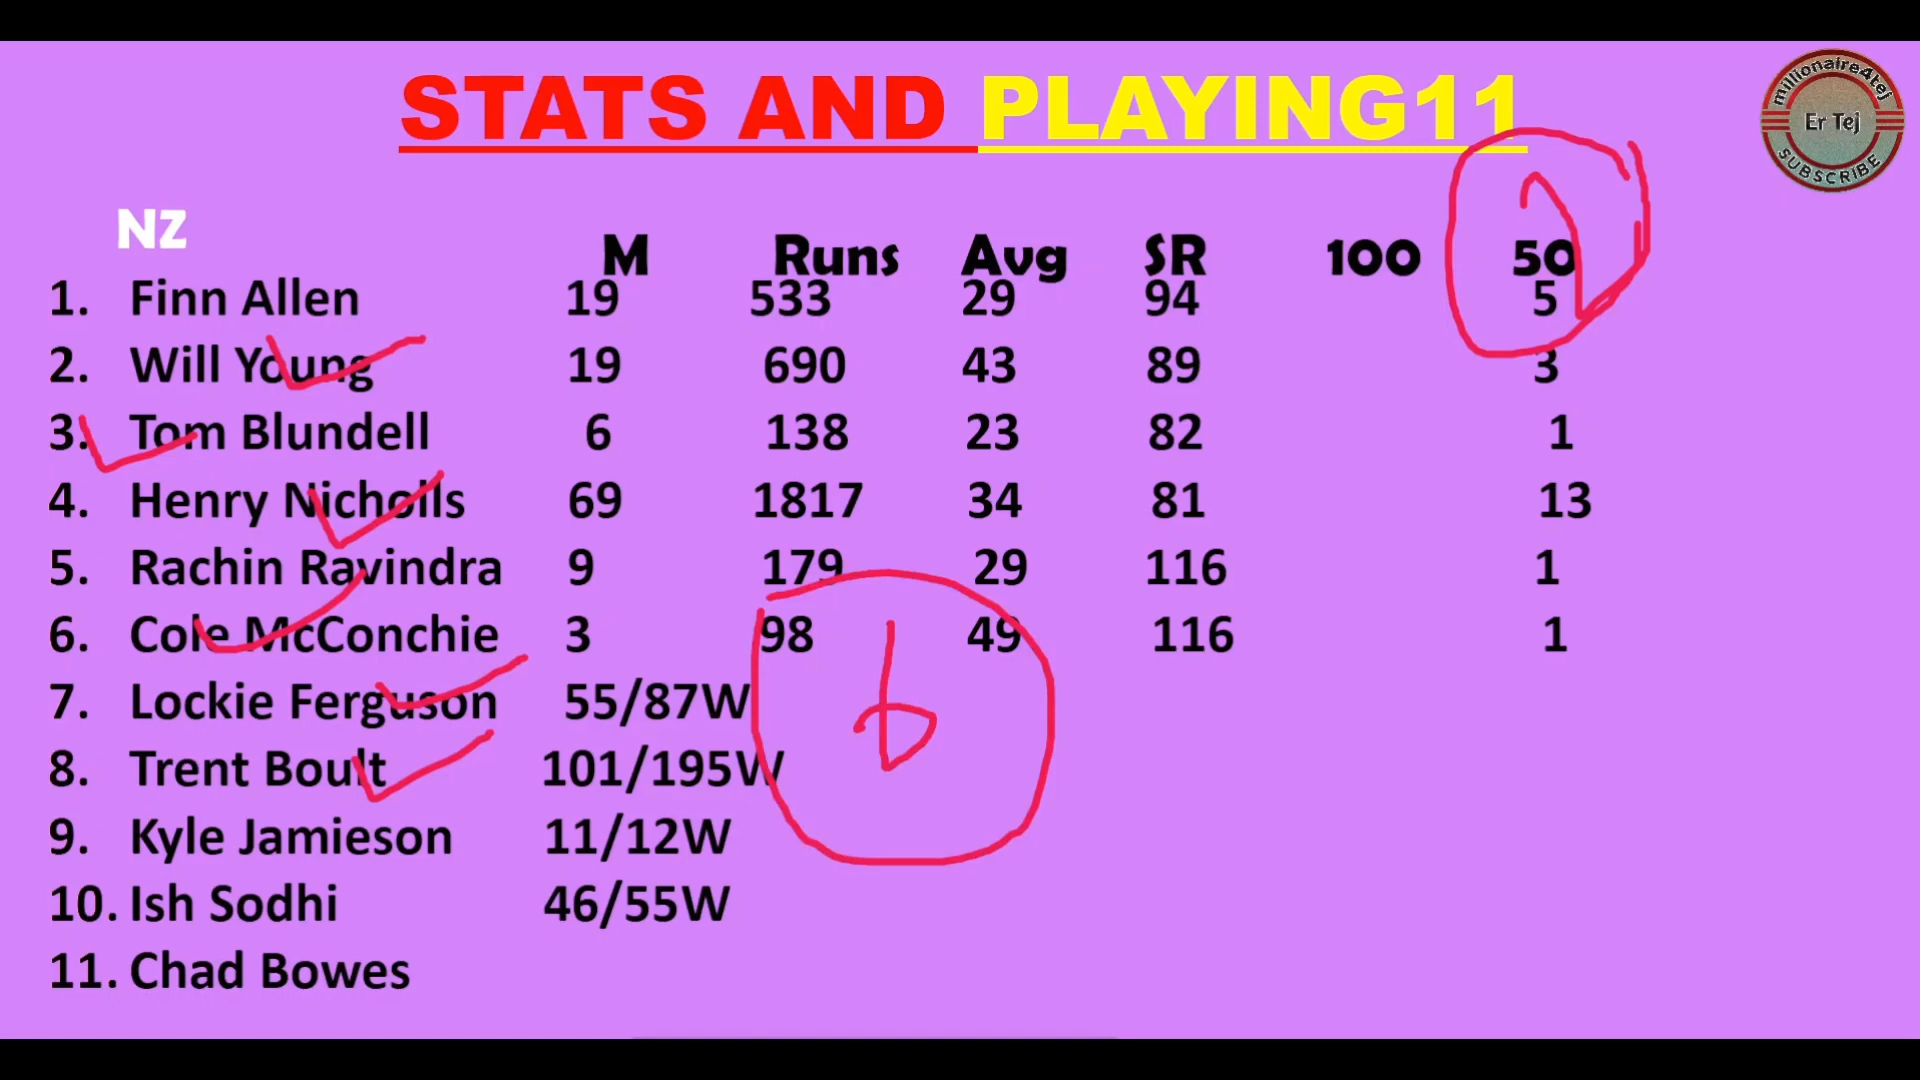 STATS AND PLAYING11
millionaire4tej
Er Tej
SUBSCRIBE
NZ
M Runs Avg SR 100 50
1. Finn Allen 19 533 29 94 5
2. Will Young 19 690 43 89 3
3. Tom Blundell 6 138 23 82 1
4. Henry Nicholls 69 1817 34 81 13
5. Rachin Ravindra 9 179 29 116 1
6. Cole McConchie 3 98 49 116 1
7. Lockie Ferguson 55/87W
8. Trent Boult 101/195W
9. Kyle Jamieson 11/12W
10. Ish Sodhi 46/55W
11. Chad Bowes